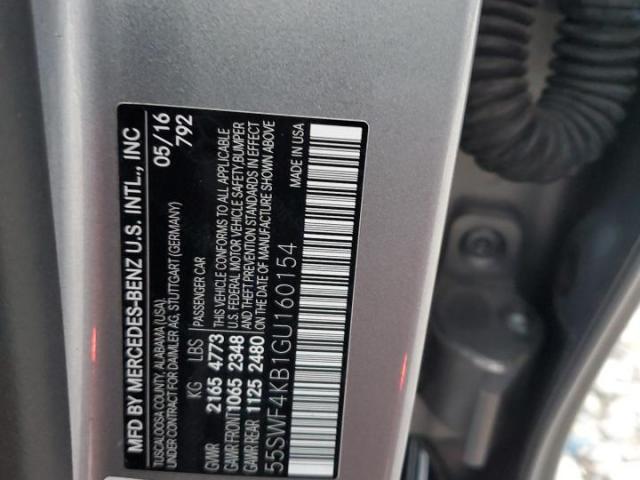 MFD BY MERCEDES-BENZ U.S. INTL., INC
TUSCALOOSA COUNTY, ALABAMA (USA),
UNDER CONTRACT FOR DAIMLER AG, STUTTGART (GERMANY)
05/16
792
KG LBS PASSENGER CAR
GVWR 2165 4773 THIS VEHICLE CONFORMS TO ALL APPLICABLE
GAWR FRONT 1065 2348 U.S. FEDERAL MOTOR VEHICLE SAFETY, BUMPER
GAWR REAR 1125 2480 AND THEFT PREVENTION STANDARDS IN EFFECT
ON THE DATE OF MANUFACTURE SHOWN ABOVE
55SWF4KB1GU160154
MADE IN USA